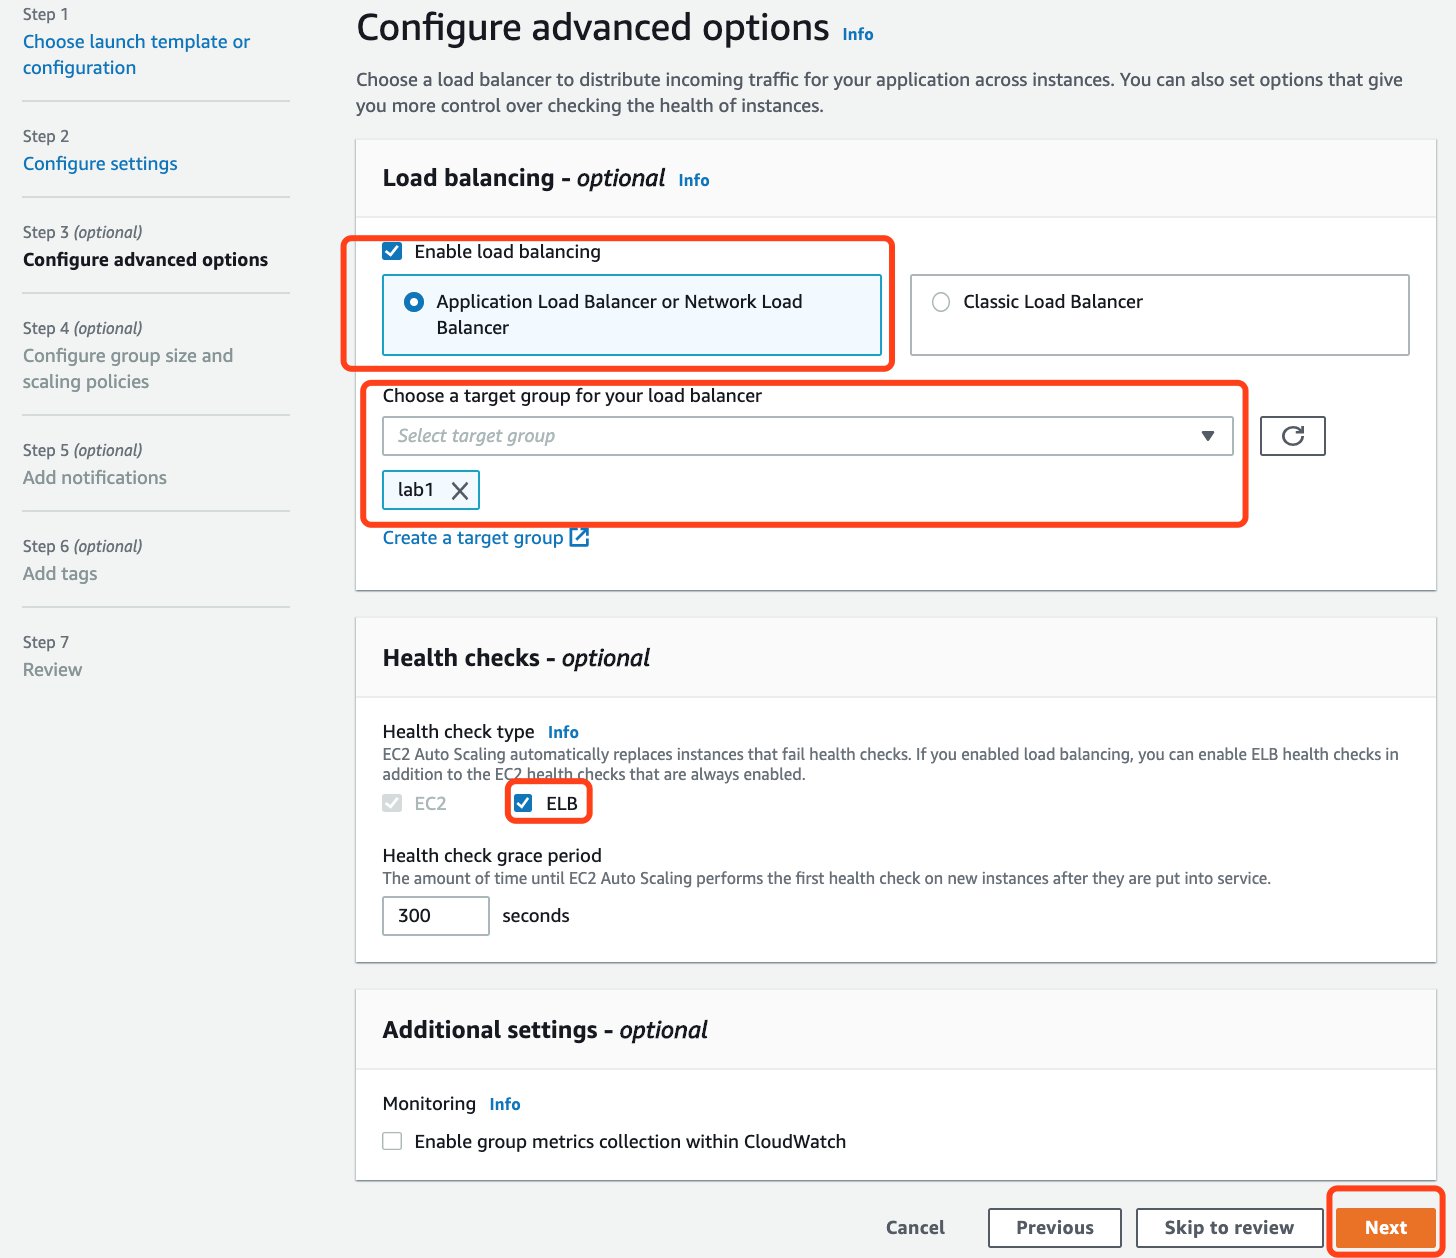 Step 1
Choose launch template or
configuration
Step 2
Configure settings
Step 3 (optional)
Configure advanced options
Step 4 (optional)
Configure group size and
scaling policies
Step 5 (optional)
Add notifications
Step 6 (optional)
Add tags
Step 7
Review
Configure advanced options Info
Choose a load balancer to distribute incoming traffic for your application across instances. You can also set options that give
you more control over checking the health of instances.
Load balancing - optional Info
Enable load balancing
Application Load Balancer or Network Load
Balancer
Classic Load Balancer
Choose a target group for your load balancer
Select target group
lab1
Create a target group
Health checks - optional
Health check type Info
EC2 Auto Scaling automatically replaces instances that fail health checks. If you enabled load balancing, you can enable ELB health checks in
addition to the EC2 health checks that are always enabled.
EC2 ELB
Health check grace period
The amount of time until EC2 Auto Scaling performs the first health check on new instances after they are put into service.
300 seconds
Additional settings - optional
Monitoring Info
Enable group metrics collection within CloudWatch
Cancel Previous Skip to review Next